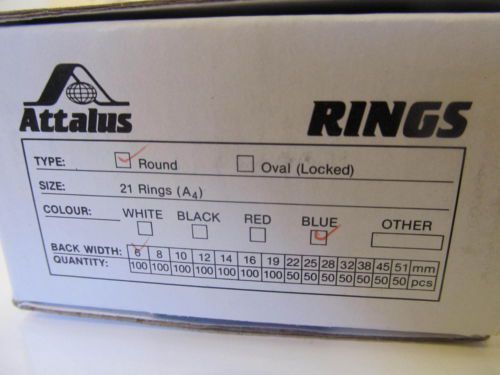 Attalus
RINGS
TYPE: Round Oval (Locked)
SIZE: 21 Rings (A4)
COLOUR: WHITE BLACK RED BLUE OTHER
BACK WIDTH: 6 8 10 12 14 16 19 22 25 28 32 38 45 51 mm
QUANTITY: 100 100 100 100 100 100 100 50 50 50 50 50 50 50 pcs